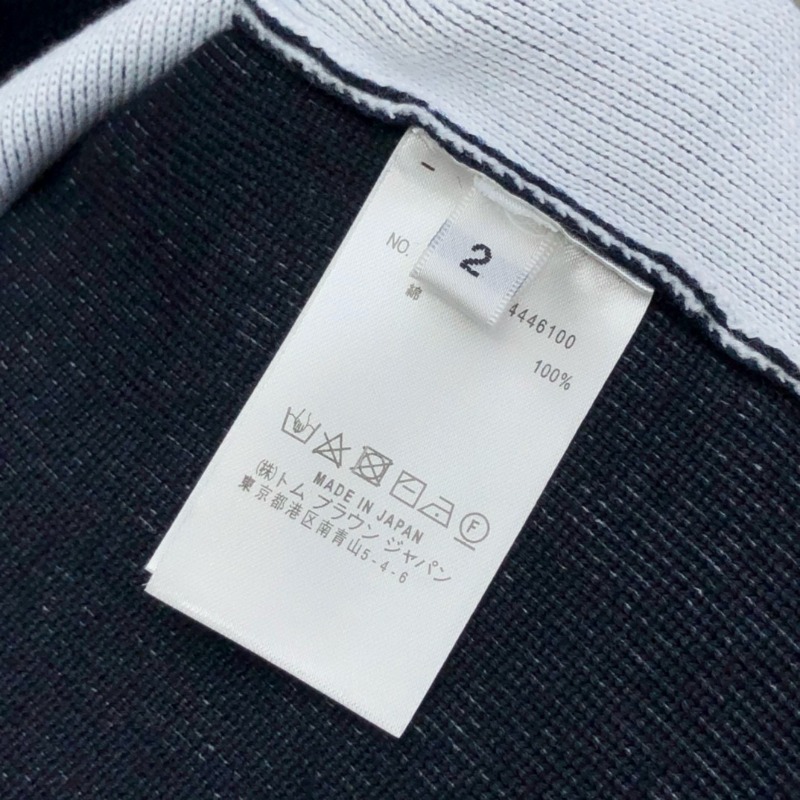 -
NO.
2
4446100
綿
100%
F
MADE IN JAPAN
(株)トム ブラウン ジャパン
東京都港区南青山5-4-6